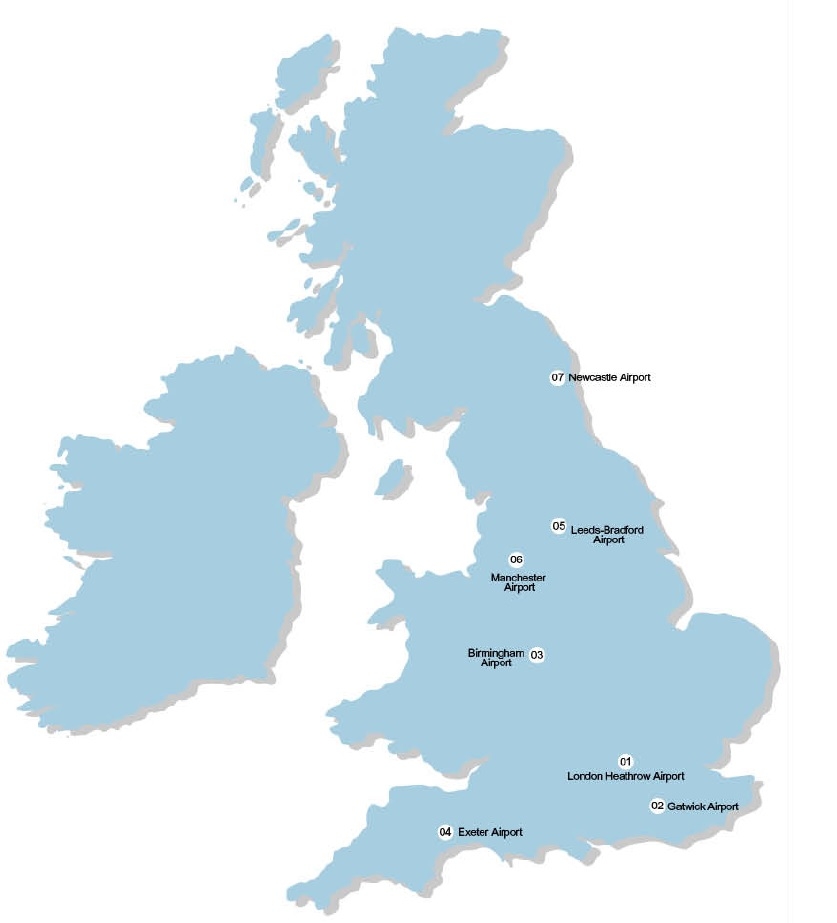 07 Newcastle Airport
05 Leeds-Bradford
Airport
06
Manchester
Airport
Birmingham 03
Airport
01
London Heathrow Airport
02 Gatwick Airport
04 Exeter Airport